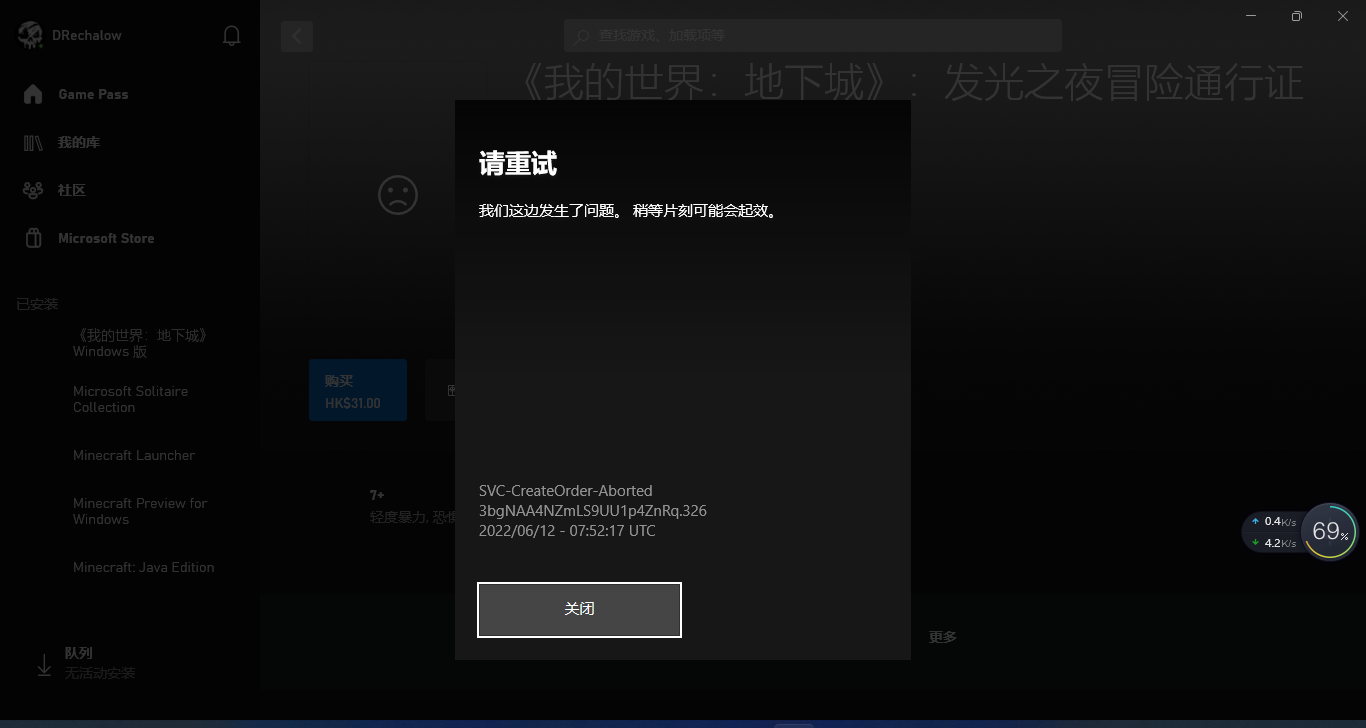 DRechalow
查找游戏、加载项等
Game Pass
我的库
社区
Microsoft Store
已安装
《我的世界：地下城》
Windows 版
Microsoft Solitaire
Collection
Minecraft Launcher
Minecraft Preview for
Windows
Minecraft: Java Edition
队列
无活动安装
《我的世界：地下城》：发光之夜冒险通行证
购买
HK$31.00
7+
轻度暴力, 恐惧
请重试
我们这边发生了问题。 稍等片刻可能会起效。
SVC-CreateOrder-Aborted
3bgNAA4NZmLS9UU1p4ZnRq.326
2022/06/12 - 07:52:17 UTC
关闭
更多
0.4K/s
4.2K/s
69%